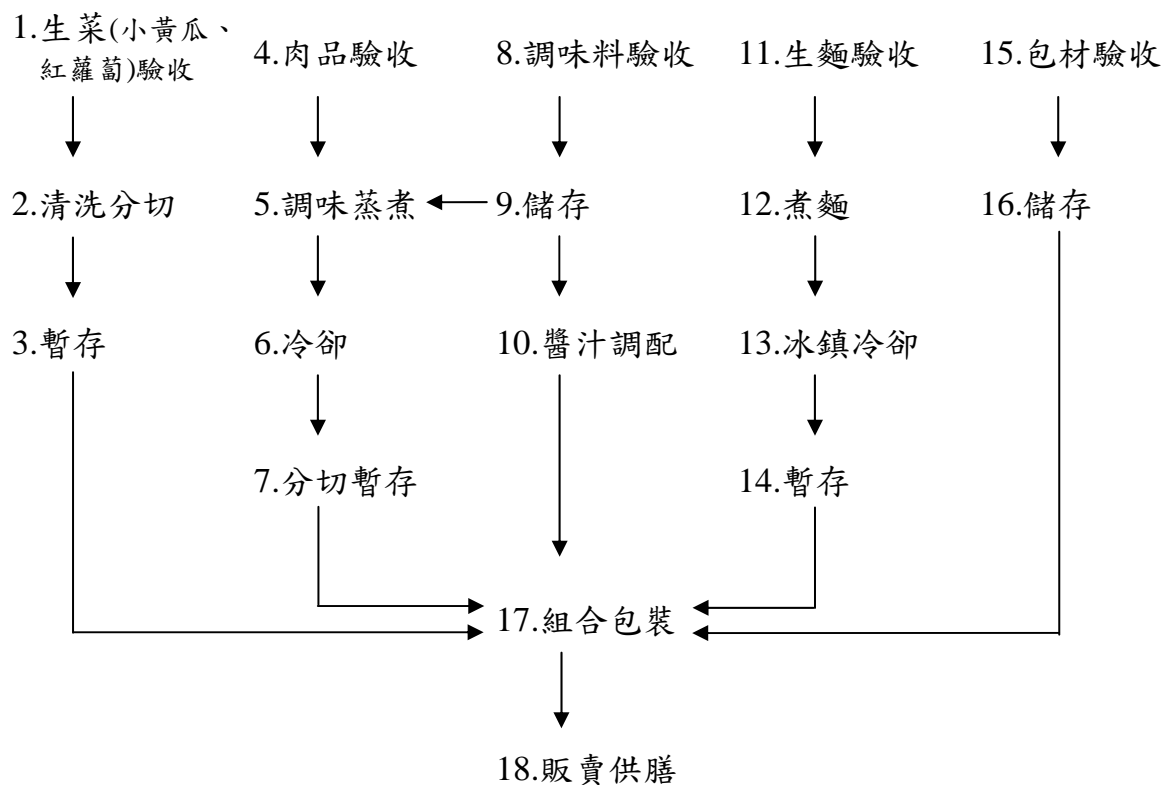 1.生菜(小黃瓜、
紅蘿蔔)驗收
4.肉品驗收
8.調味料驗收
11.生麵驗收
15.包材驗收
2.清洗分切
5.調味蒸煮
9.儲存
12.煮麵
16.儲存
3.暫存
6.冷卻
10.醬汁調配
13.冰鎮冷卻
7.分切暫存
14.暫存
17.組合包裝
18.販賣供膳